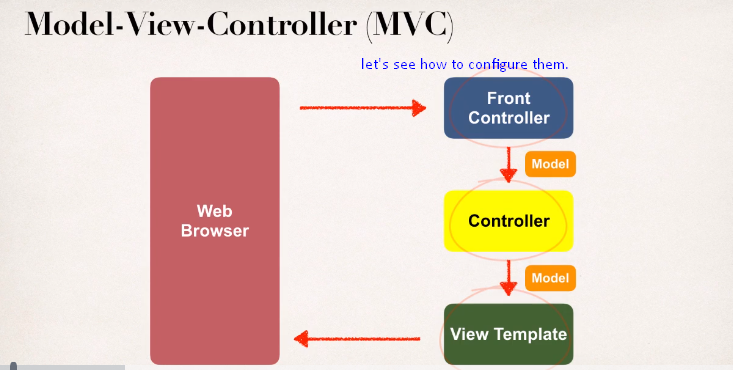 Model-View-Controller (MVC)
let's see how to configure them.
Front
Controller
Model
Web
Browser
Controller
Model
View Template